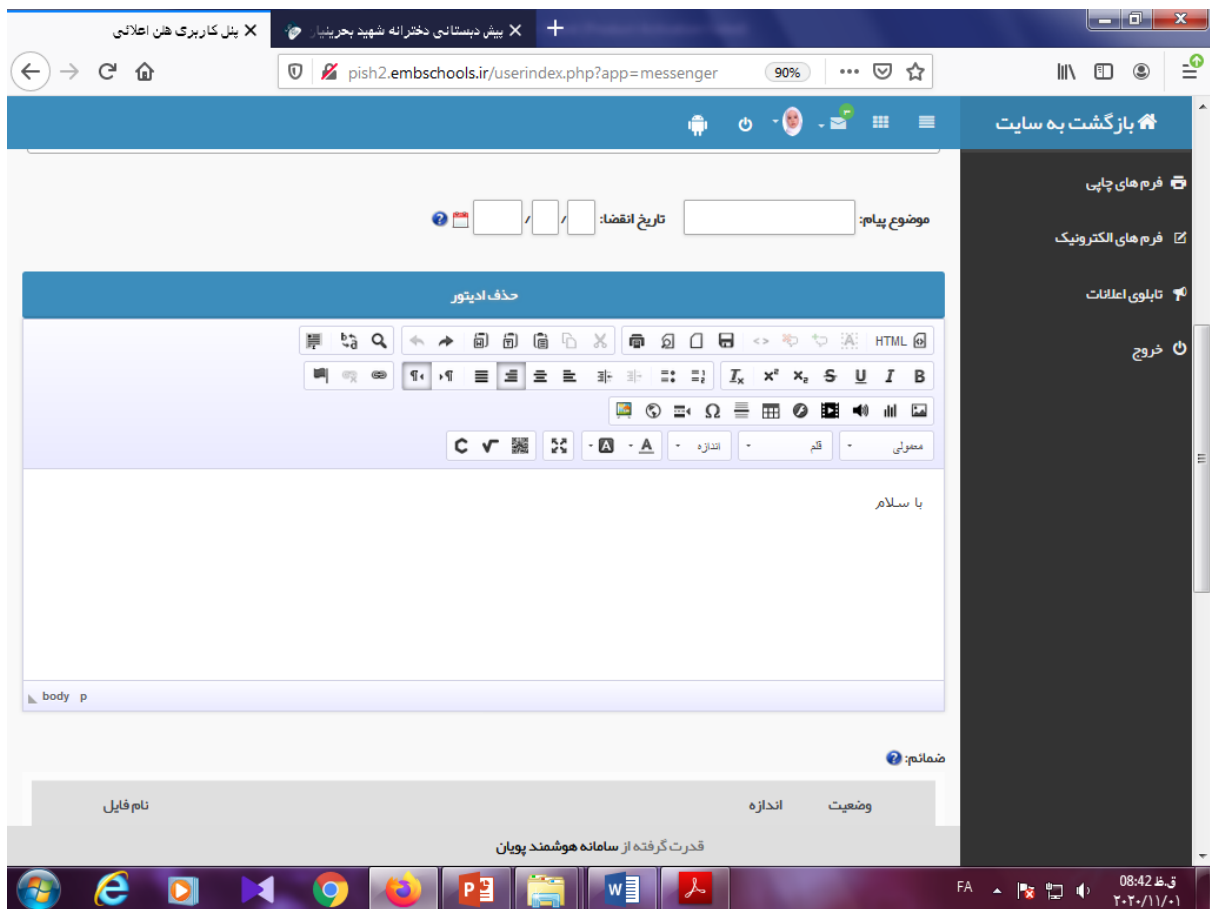 پنل کاربری هلن اعلائی
پیش دبستانی دخترانه شهید بحرینیان
pish2.embschools.ir/userindex.php?app=messenger
90%
بازگشت به سایت
فرم های چاپی
فرم های الکترونیک
تابلوی اعلانات
خروج
موضوع پیام:
تاریخ انقضا: / /
حذف ادیتور
HTML
B I U S x₂ x² Tx
معمولی قلم اندازه A A C
با سلام
body p
ضمائم:
وضعیت اندازه نام فایل
قدرت گرفته از سامانه هوشمند پویان
FA
08:42 ق.ظ
۲۰۲۰/۱۱/۰۱